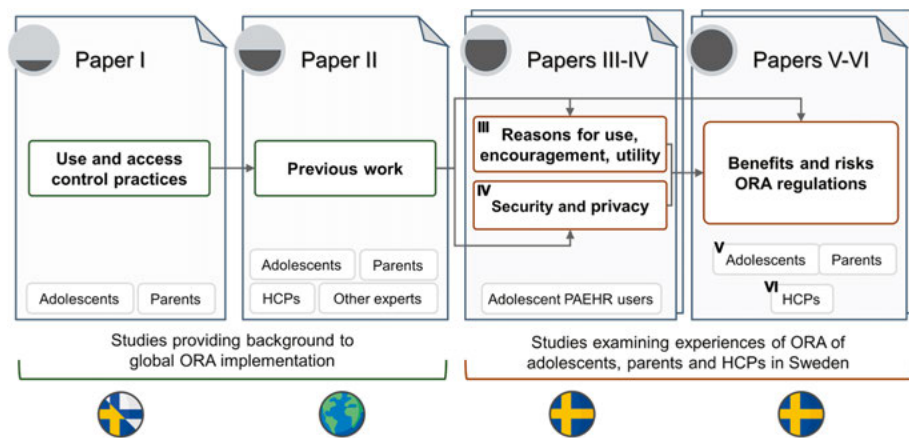 Paper I
Use and access
control practices
Adolescents
Parents
Paper II
Previous work
Adolescents
Parents
HCPs
Other experts
Papers III-IV
III
Reasons for use,
encouragement, utility
IV
Security and privacy
Adolescent PAEHR users
Papers V-VI
Benefits and risks
ORA regulations
V
Adolescents
Parents
VI
HCPs
Studies providing background to
global ORA implementation
Studies examining experiences of ORA of
adolescents, parents and HCPs in Sweden